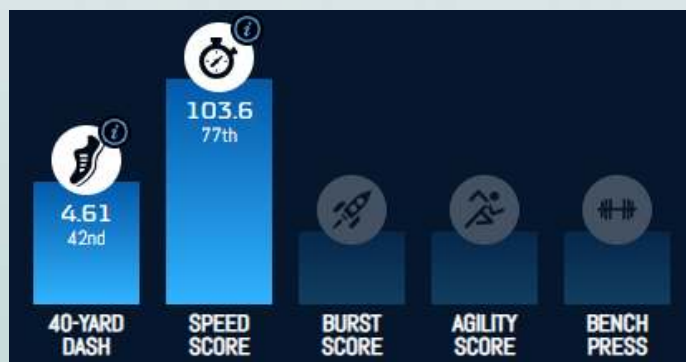 i
103.6
77th
i
4.61
42nd
40-YARD
DASH
SPEED
SCORE
BURST
SCORE
AGILITY
SCORE
BENCH
PRESS